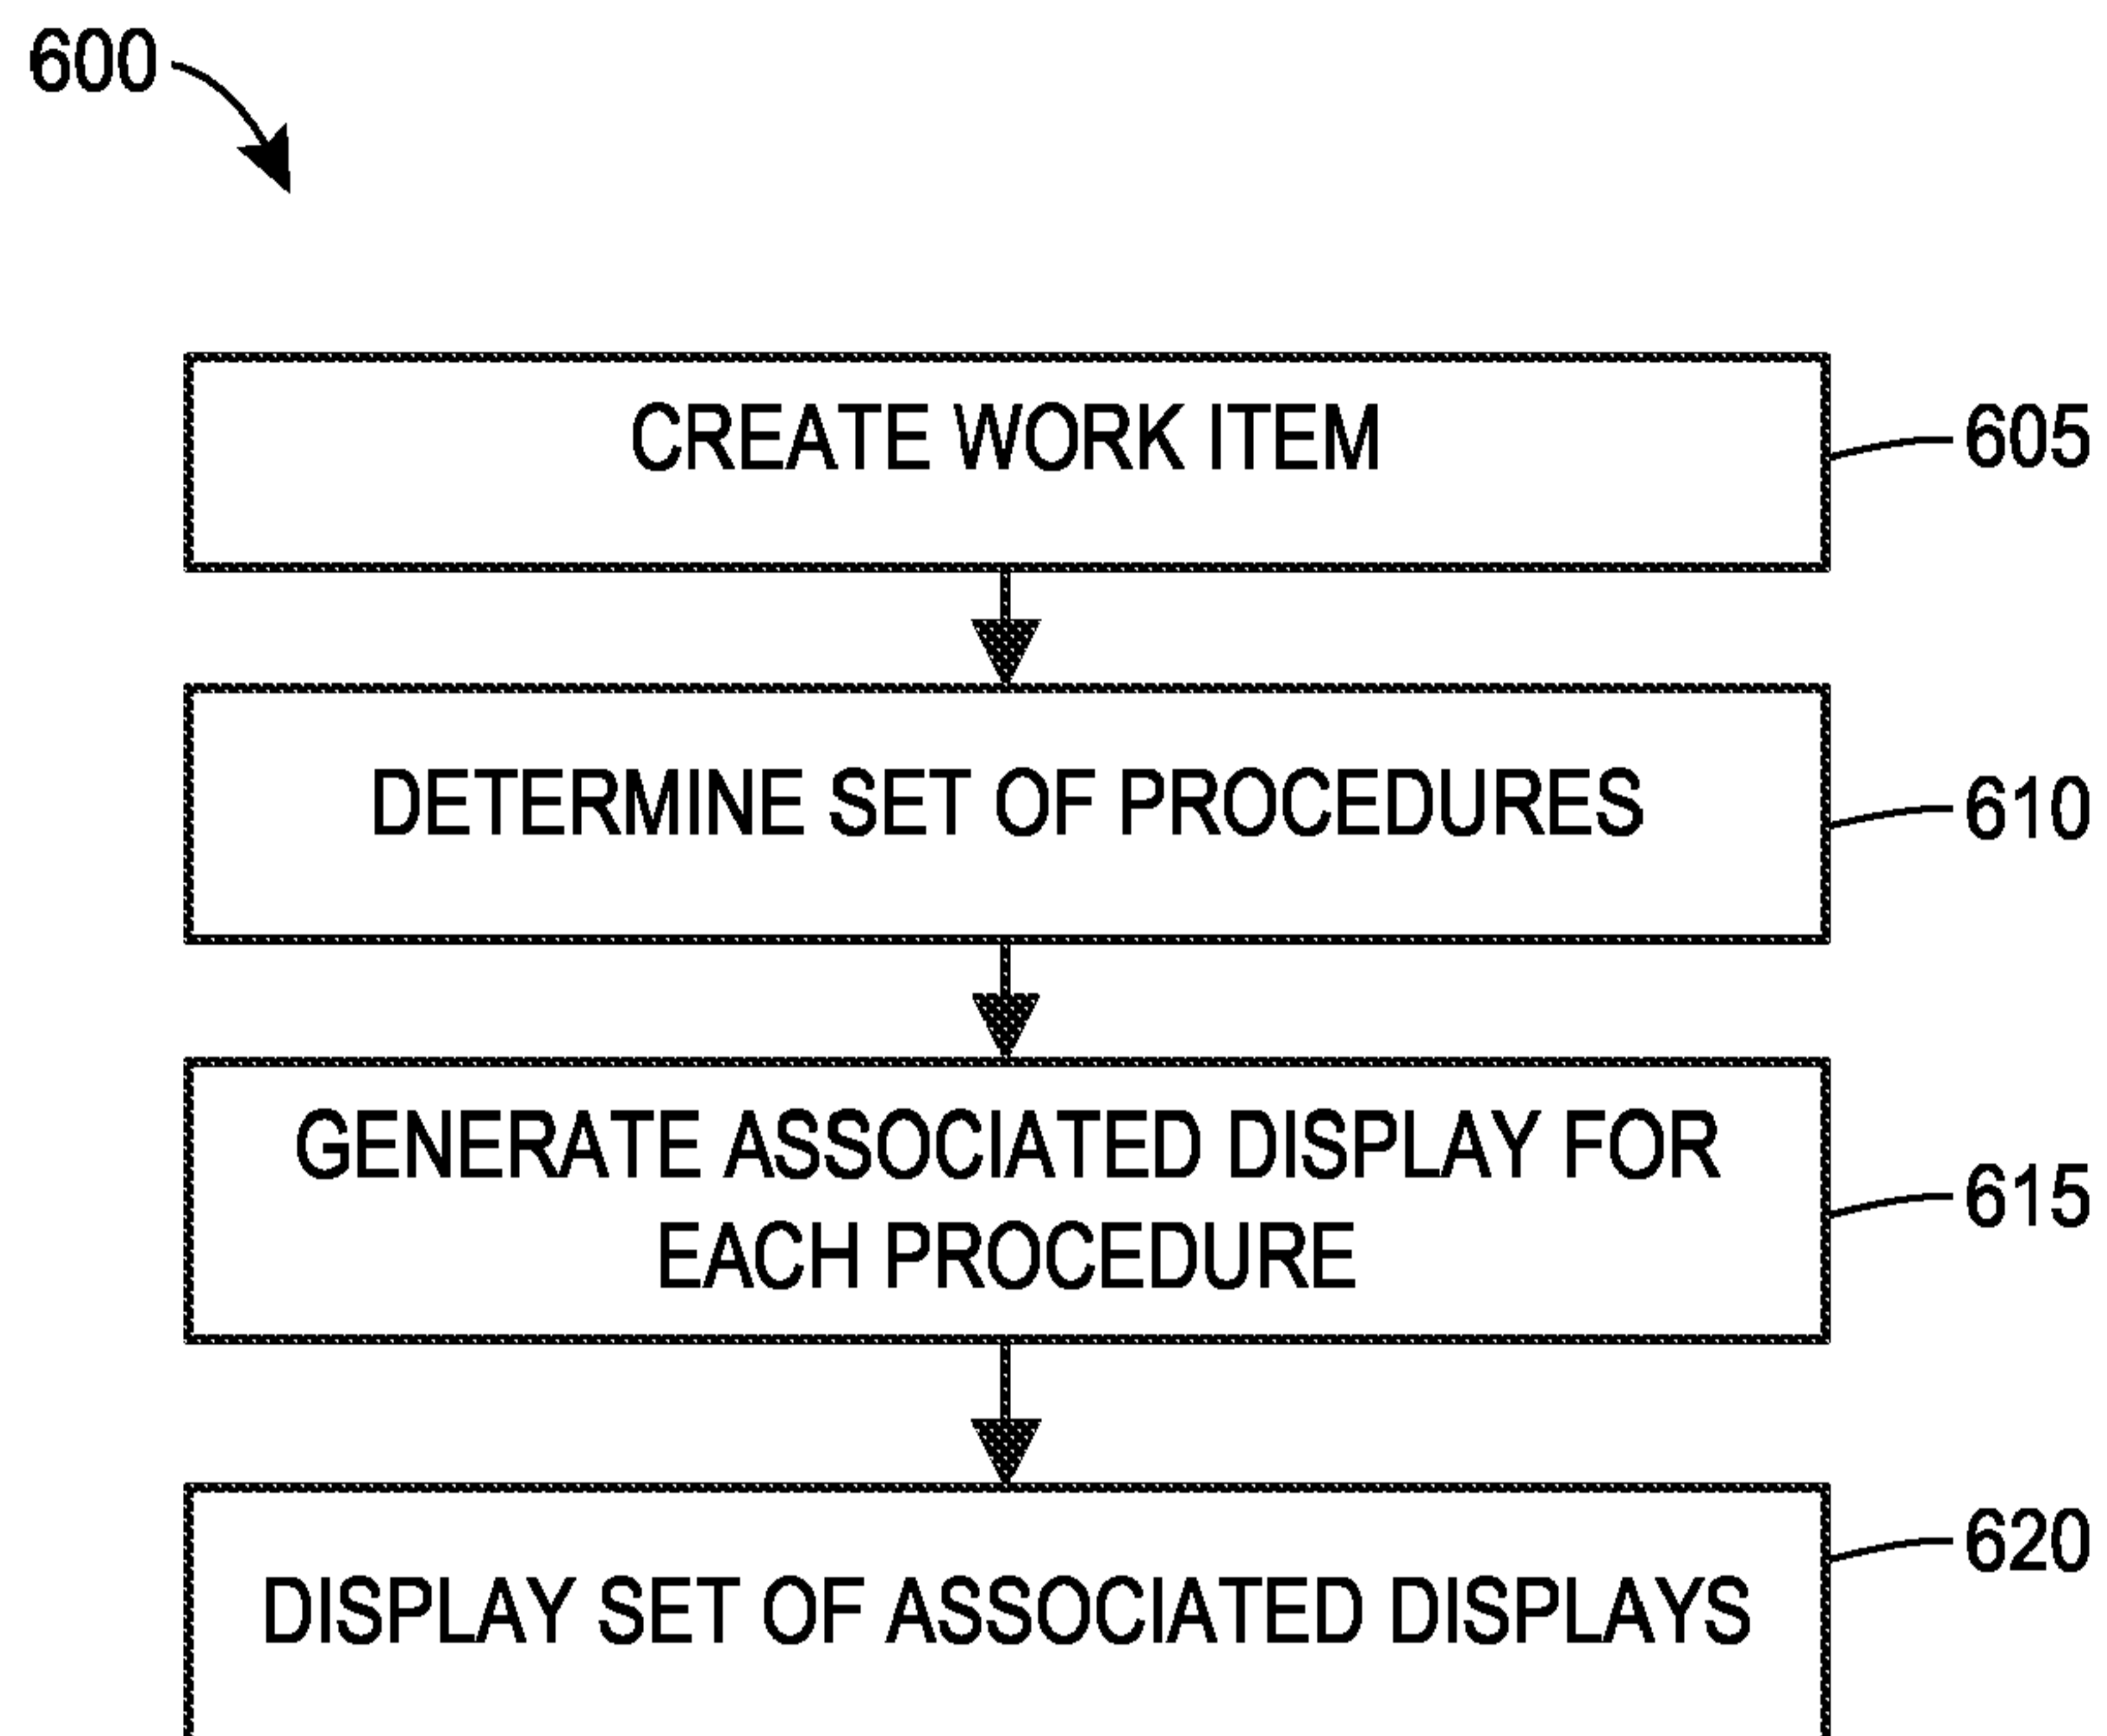 600
CREATE WORK ITEM
605
DETERMINE SET OF PROCEDURES
610
GENERATE ASSOCIATED DISPLAY FOR
EACH PROCEDURE
615
620
DISPLAY SET OF ASSOCIATED DISPLAYS